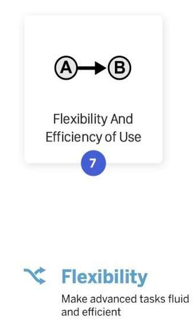 A B
Flexibility And
Efficiency of Use
7
Flexibility
Make advanced tasks fluid
and efficient